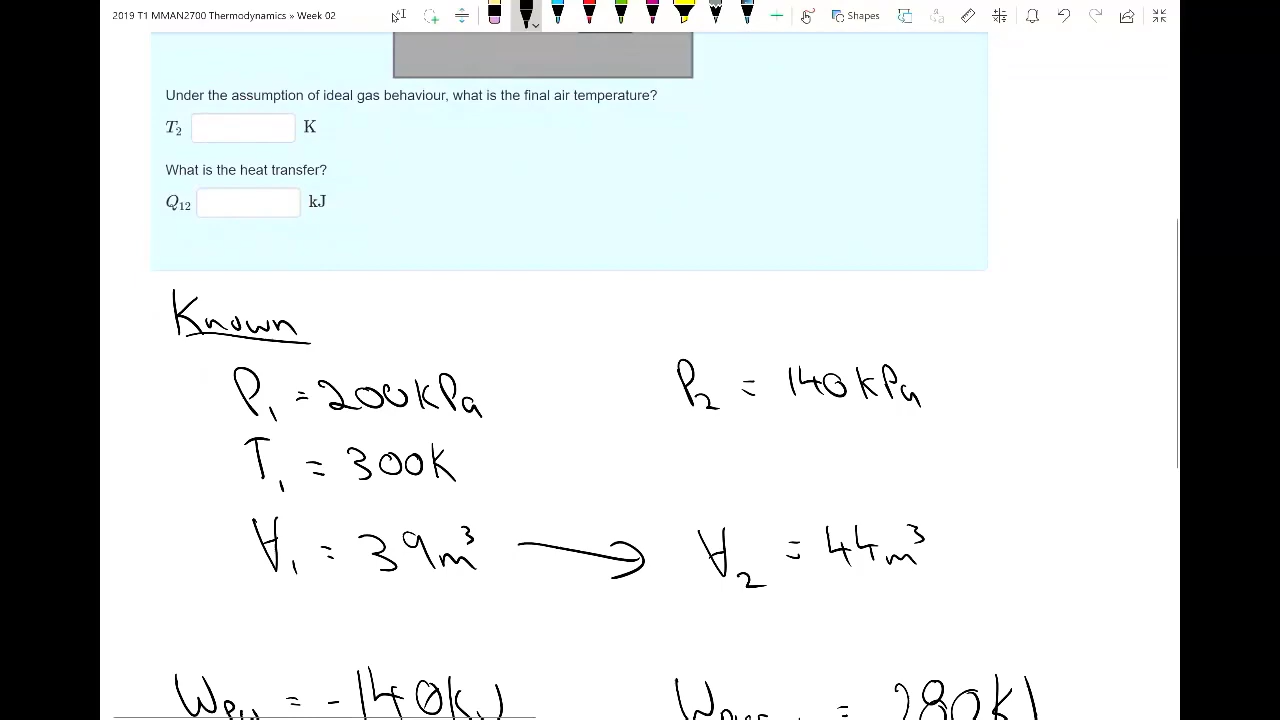 2019 T1 MMAN2700 Thermodynamics » Week 02
Shapes
Under the assumption of ideal gas behaviour, what is the final air temperature?
T₂ K
What is the heat transfer?
Q₁₂ kJ
Known
P₁ = 200kPa P₂ = 140kPa
T₁ = 300K
V₁ = 39m³ → V₂ = 44m³
= -140kJ = 280kJ